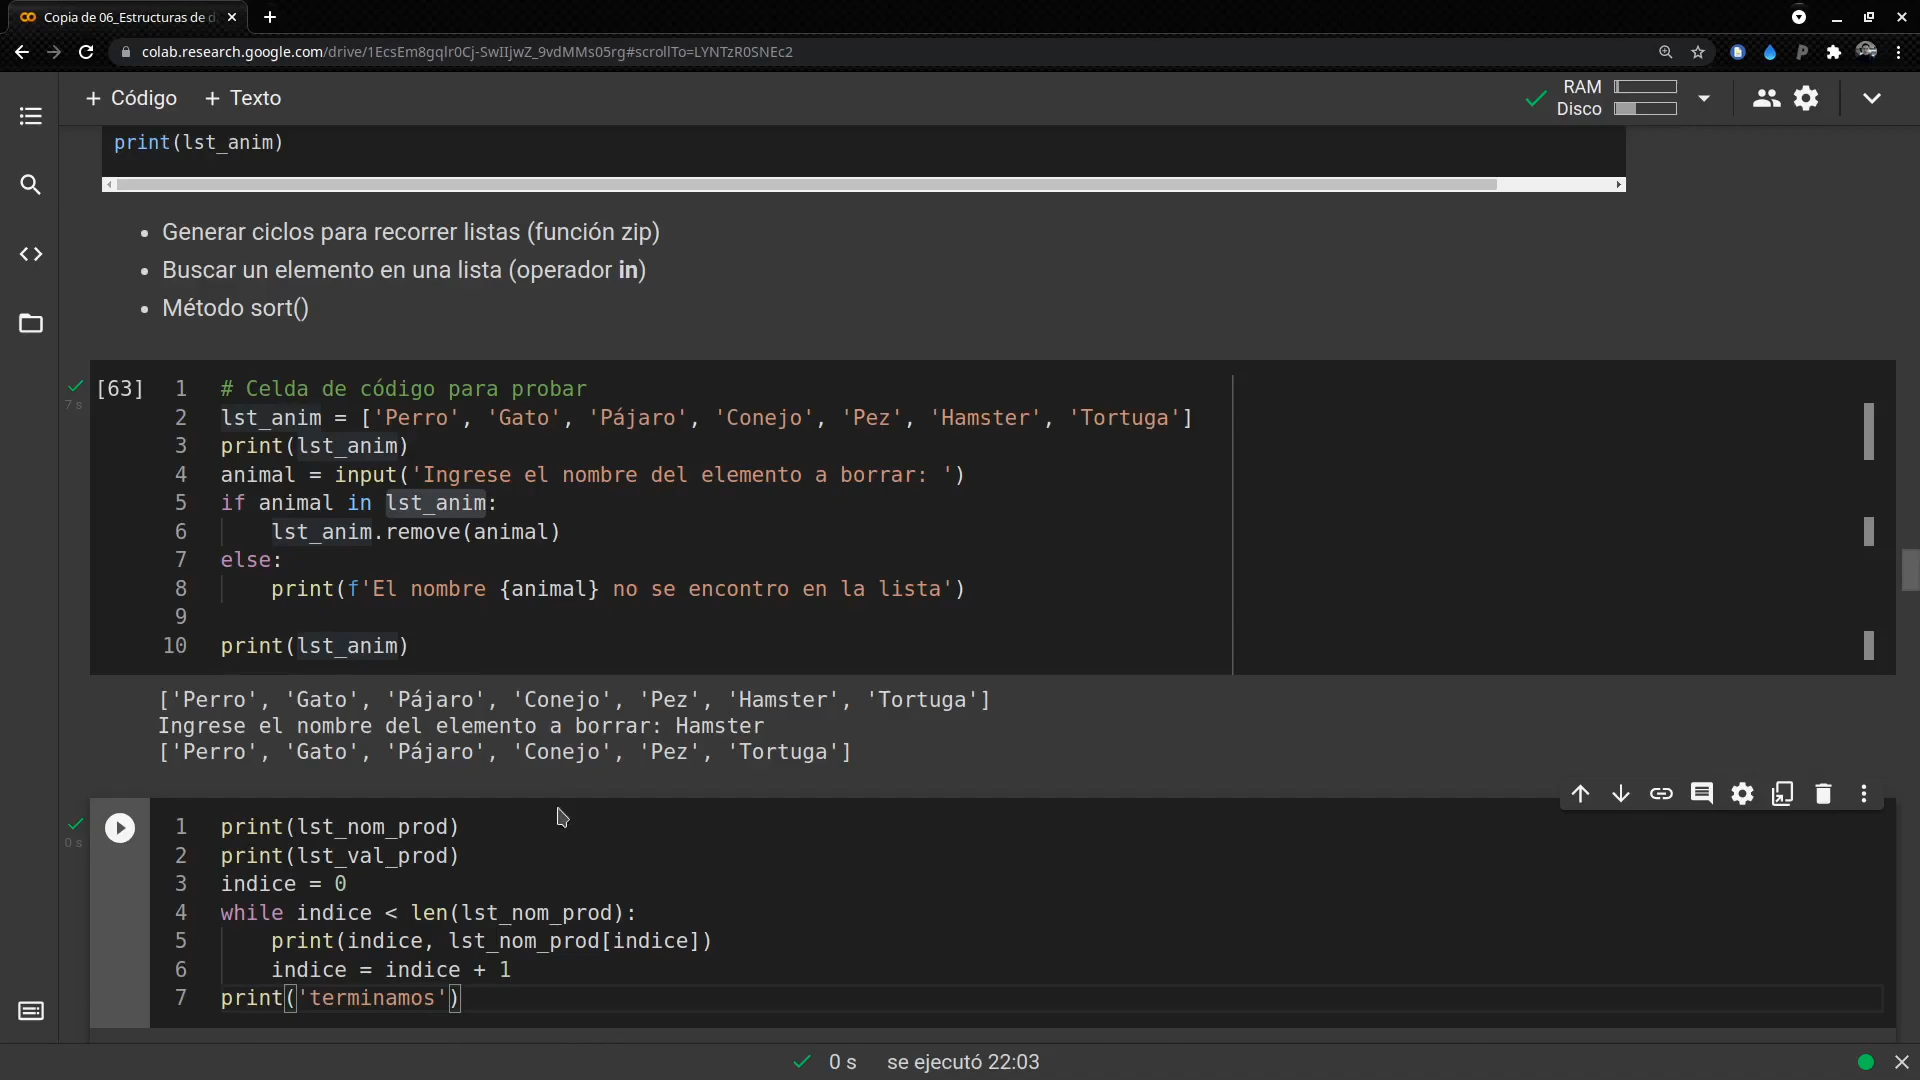 Copia de 06_Estructuras de d
colab.research.google.com/drive/1EcsEm8gqlr0Cj-SwIIjwZ_9vdMMs05rg#scrollTo=LYNTzR0SNEc2
+ Código + Texto
RAM
Disco
print(lst_anim)
• Generar ciclos para recorrer listas (función zip)
• Buscar un elemento en una lista (operador in)
• Método sort()
7 s
[63]
1 # Celda de código para probar
2 lst_anim = ['Perro', 'Gato', 'Pájaro', 'Conejo', 'Pez', 'Hamster', 'Tortuga']
3 print(lst_anim)
4 animal = input('Ingrese el nombre del elemento a borrar: ')
5 if animal in lst_anim:
6 lst_anim.remove(animal)
7 else:
8 print(f'El nombre {animal} no se encontro en la lista')
9
10 print(lst_anim)
['Perro', 'Gato', 'Pájaro', 'Conejo', 'Pez', 'Hamster', 'Tortuga']
Ingrese el nombre del elemento a borrar: Hamster
['Perro', 'Gato', 'Pájaro', 'Conejo', 'Pez', 'Tortuga']
0 s
1 print(lst_nom_prod)
2 print(lst_val_prod)
3 indice = 0
4 while indice < len(lst_nom_prod):
5 print(indice, lst_nom_prod[indice])
6 indice = indice + 1
7 print('terminamos')
0 s se ejecutó 22:03